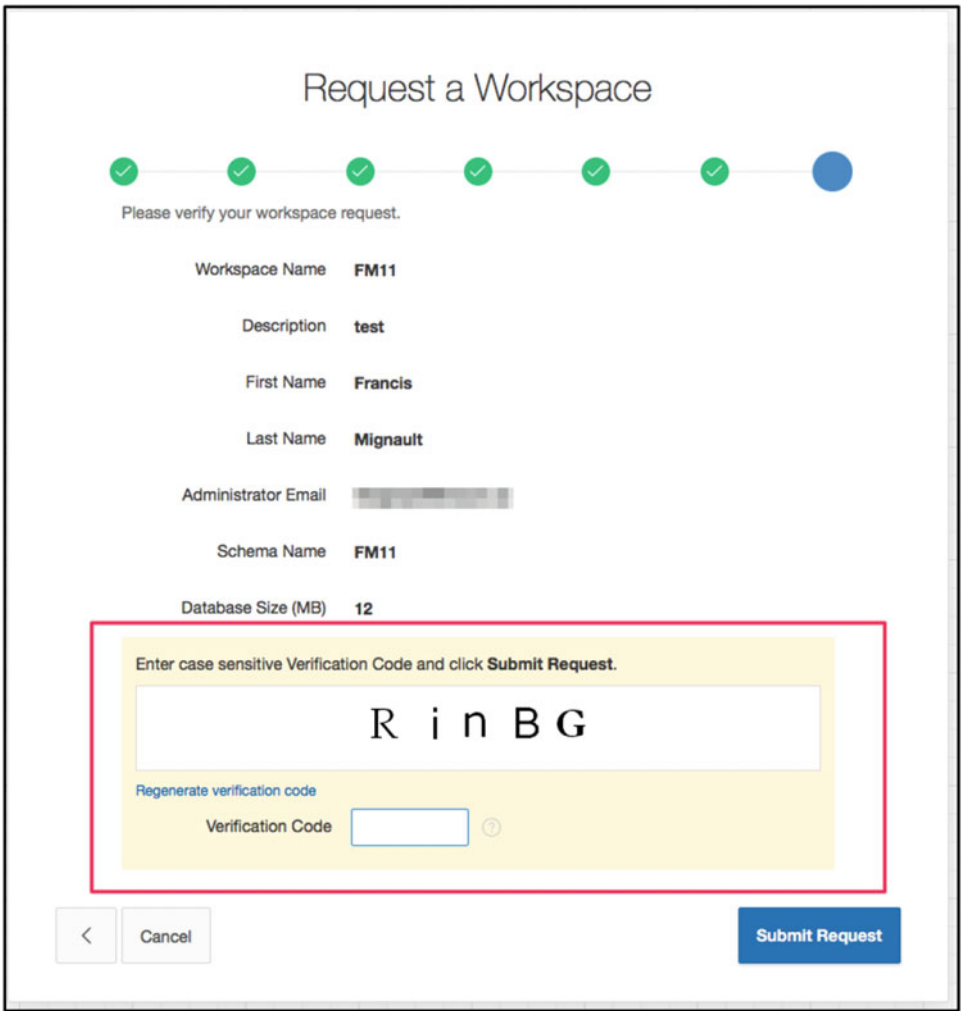 Request a Workspace
Please verify your workspace request.
Workspace Name FM11
Description test
First Name Francis
Last Name Mignault
Administrator Email
Schema Name FM11
Database Size (MB) 12
Enter case sensitive Verification Code and click Submit Request.
R i n B G
Regenerate verification code
Verification Code ?
< Cancel Submit Request